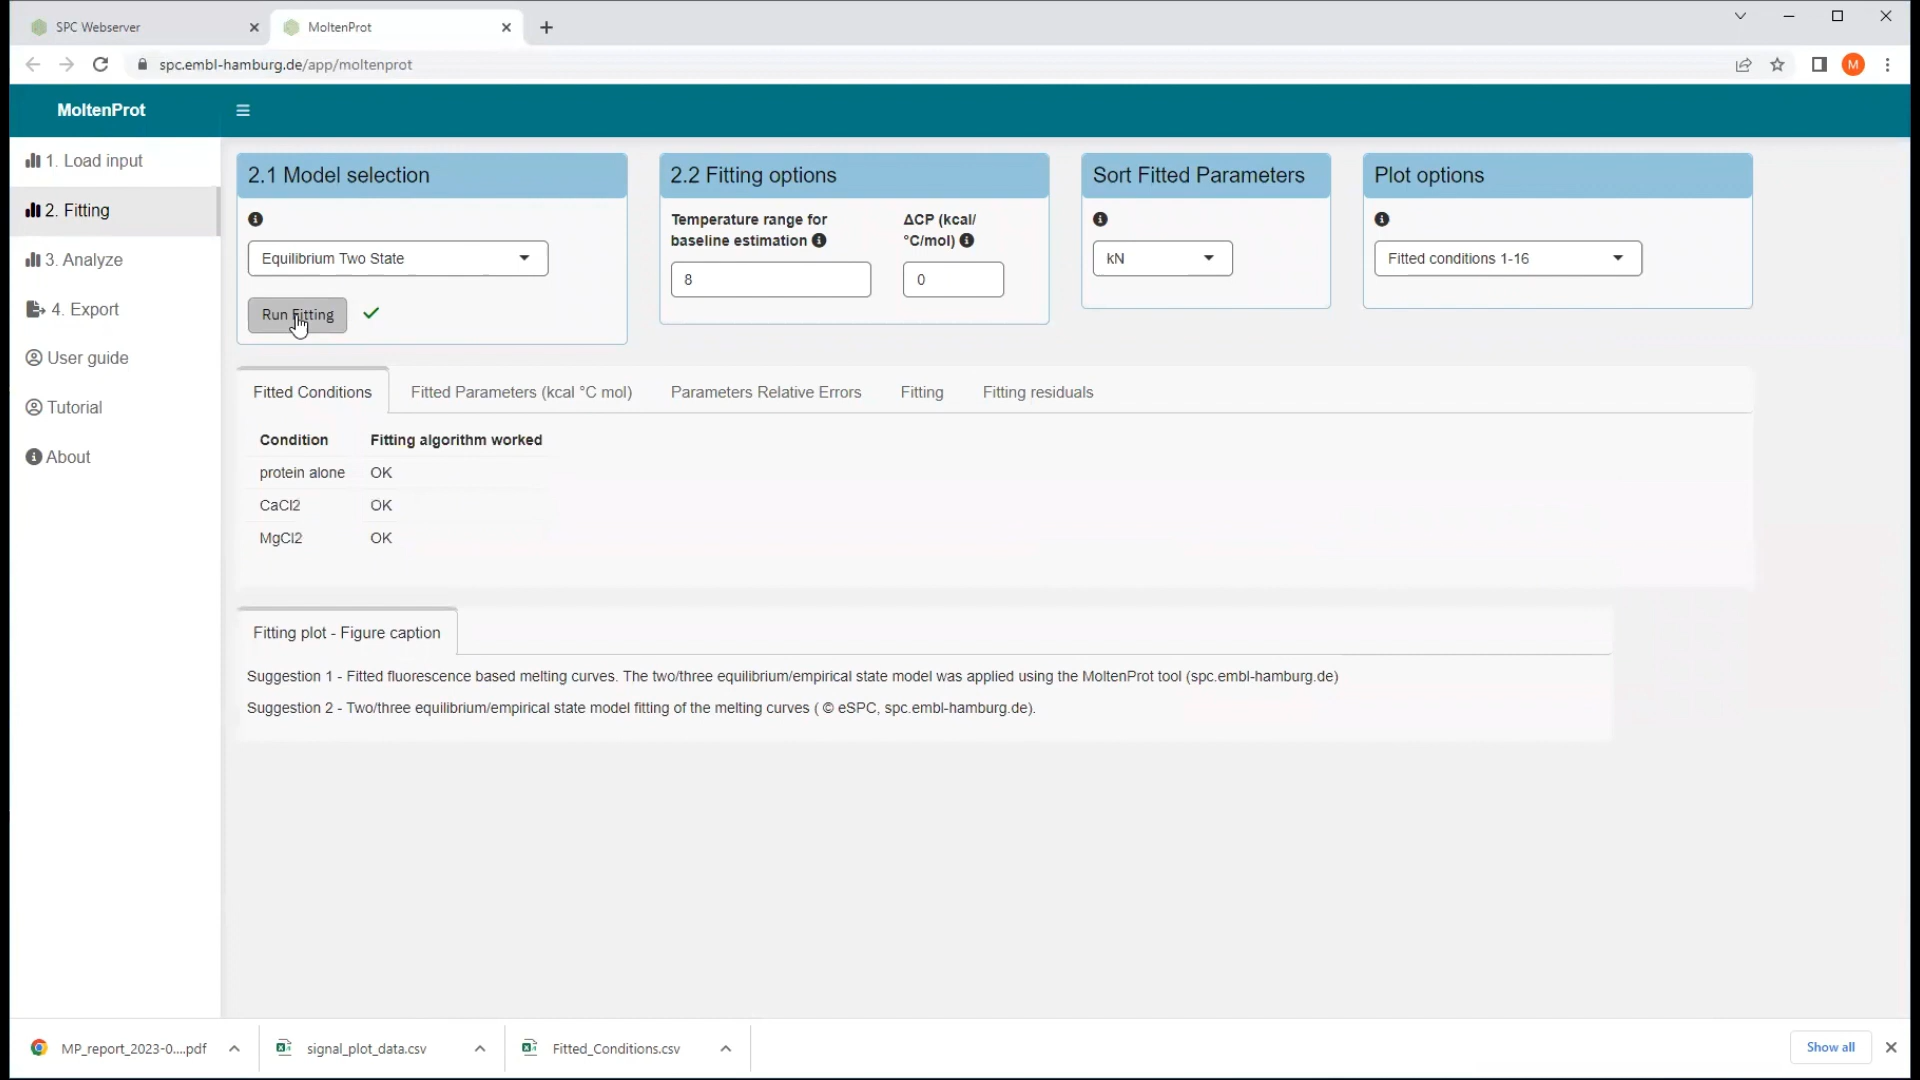 SPC Webserver
MoltenProt
spc.embl-hamburg.de/app/moltenprot
M
MoltenProt
1. Load input
2. Fitting
3. Analyze
4. Export
User guide
Tutorial
About
2.1 Model selection
Equilibrium Two State
Run Fitting
2.2 Fitting options
Temperature range for
baseline estimation
8
ΔCP (kcal/
°C/mol)
0
Sort Fitted Parameters
kN
Plot options
Fitted conditions 1-16
Fitted Conditions
Fitted Parameters (kcal °C mol)
Parameters Relative Errors
Fitting
Fitting residuals
Condition Fitting algorithm worked
protein alone OK
CaCl2 OK
MgCl2 OK
Fitting plot - Figure caption
Suggestion 1 - Fitted fluorescence based melting curves. The two/three equilibrium/empirical state model was applied using the MoltenProt tool (spc.embl-hamburg.de)
Suggestion 2 - Two/three equilibrium/empirical state model fitting of the melting curves ( © eSPC, spc.embl-hamburg.de).
MP_report_2023-0....pdf
signal_plot_data.csv
Fitted_Conditions.csv
Show all